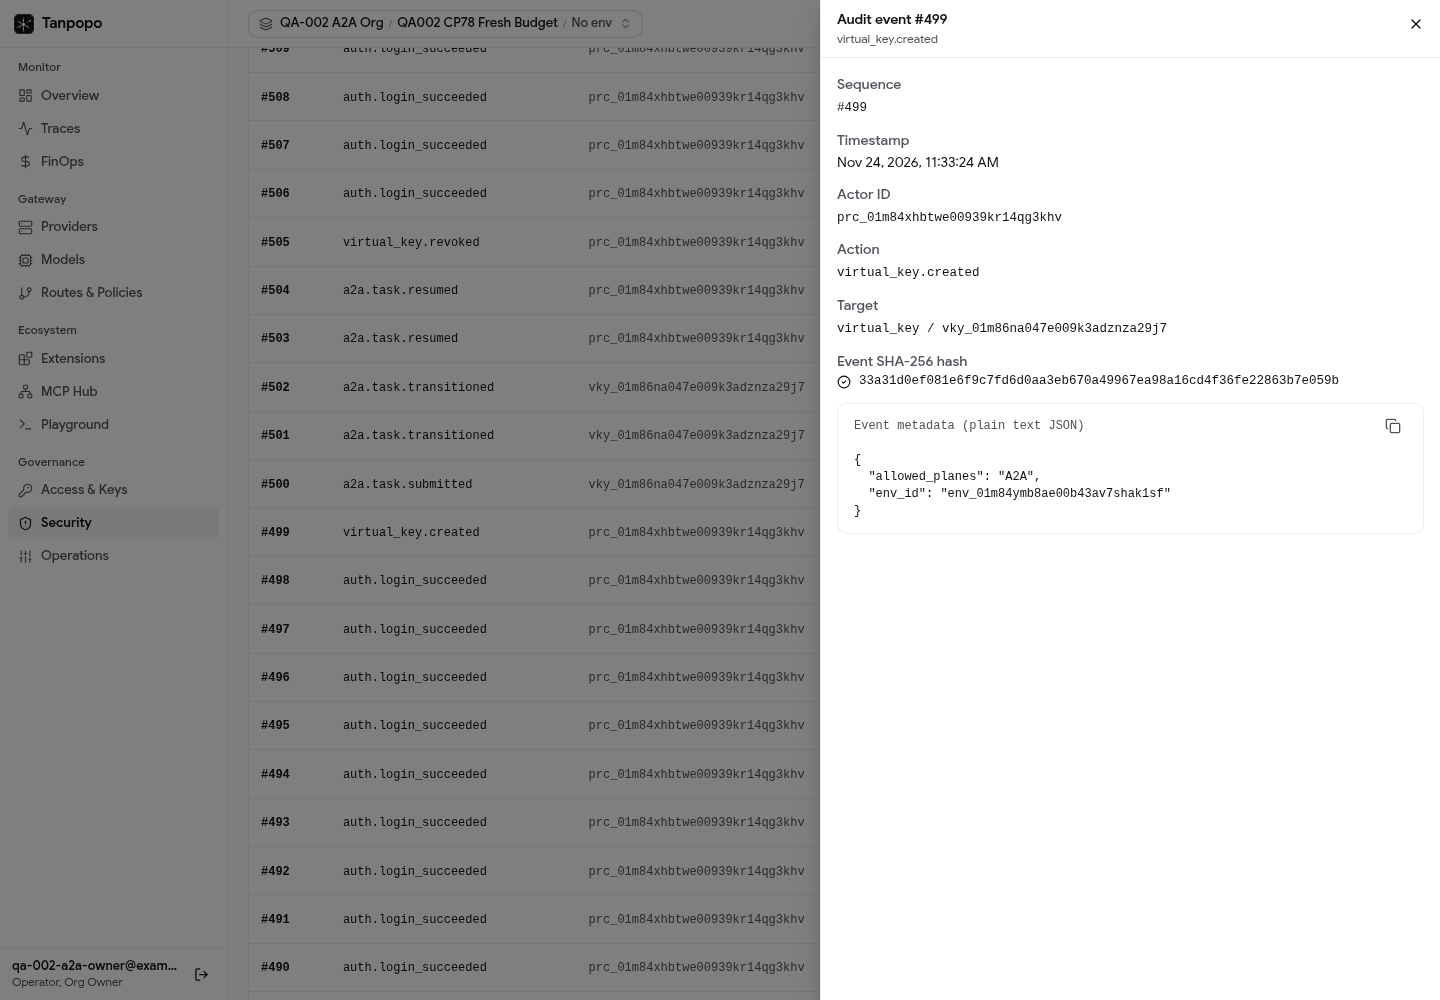 Tanpopo
Monitor
Overview
Traces
FinOps
Gateway
Providers
Models
Routes & Policies
Ecosystem
Extensions
MCP Hub
Playground
Governance
Access & Keys
Security
Operations
qa-002-a2a-owner@exam...
Operator, Org Owner
QA-002 A2A Org / QA002 CP78 Fresh Budget / No env
#509 auth.login_succeeded prc_01m84xhbtwe00939kr14qg3khv
#508 auth.login_succeeded prc_01m84xhbtwe00939kr14qg3khv
#507 auth.login_succeeded prc_01m84xhbtwe00939kr14qg3khv
#506 auth.login_succeeded prc_01m84xhbtwe00939kr14qg3khv
#505 virtual_key.revoked prc_01m84xhbtwe00939kr14qg3khv
#504 a2a.task.resumed prc_01m84xhbtwe00939kr14qg3khv
#503 a2a.task.resumed prc_01m84xhbtwe00939kr14qg3khv
#502 a2a.task.transitioned vky_01m86na047e009k3adznza29j7
#501 a2a.task.transitioned vky_01m86na047e009k3adznza29j7
#500 a2a.task.submitted vky_01m86na047e009k3adznza29j7
#499 virtual_key.created prc_01m84xhbtwe00939kr14qg3khv
#498 auth.login_succeeded prc_01m84xhbtwe00939kr14qg3khv
#497 auth.login_succeeded prc_01m84xhbtwe00939kr14qg3khv
#496 auth.login_succeeded prc_01m84xhbtwe00939kr14qg3khv
#495 auth.login_succeeded prc_01m84xhbtwe00939kr14qg3khv
#494 auth.login_succeeded prc_01m84xhbtwe00939kr14qg3khv
#493 auth.login_succeeded prc_01m84xhbtwe00939kr14qg3khv
#492 auth.login_succeeded prc_01m84xhbtwe00939kr14qg3khv
#491 auth.login_succeeded prc_01m84xhbtwe00939kr14qg3khv
#490 auth.login_succeeded prc_01m84xhbtwe00939kr14qg3khv
Audit event #499
virtual_key.created
Sequence
#499
Timestamp
Nov 24, 2026, 11:33:24 AM
Actor ID
prc_01m84xhbtwe00939kr14qg3khv
Action
virtual_key.created
Target
virtual_key / vky_01m86na047e009k3adznza29j7
Event SHA-256 hash
33a31d0ef081e6f9c7fd6d0aa3eb670a49967ea98a16cd4f36fe22863b7e059b
Event metadata (plain text JSON)
{
"allowed_planes": "A2A",
"env_id": "env_01m84ymb8ae00b43av7shak1sf"
}